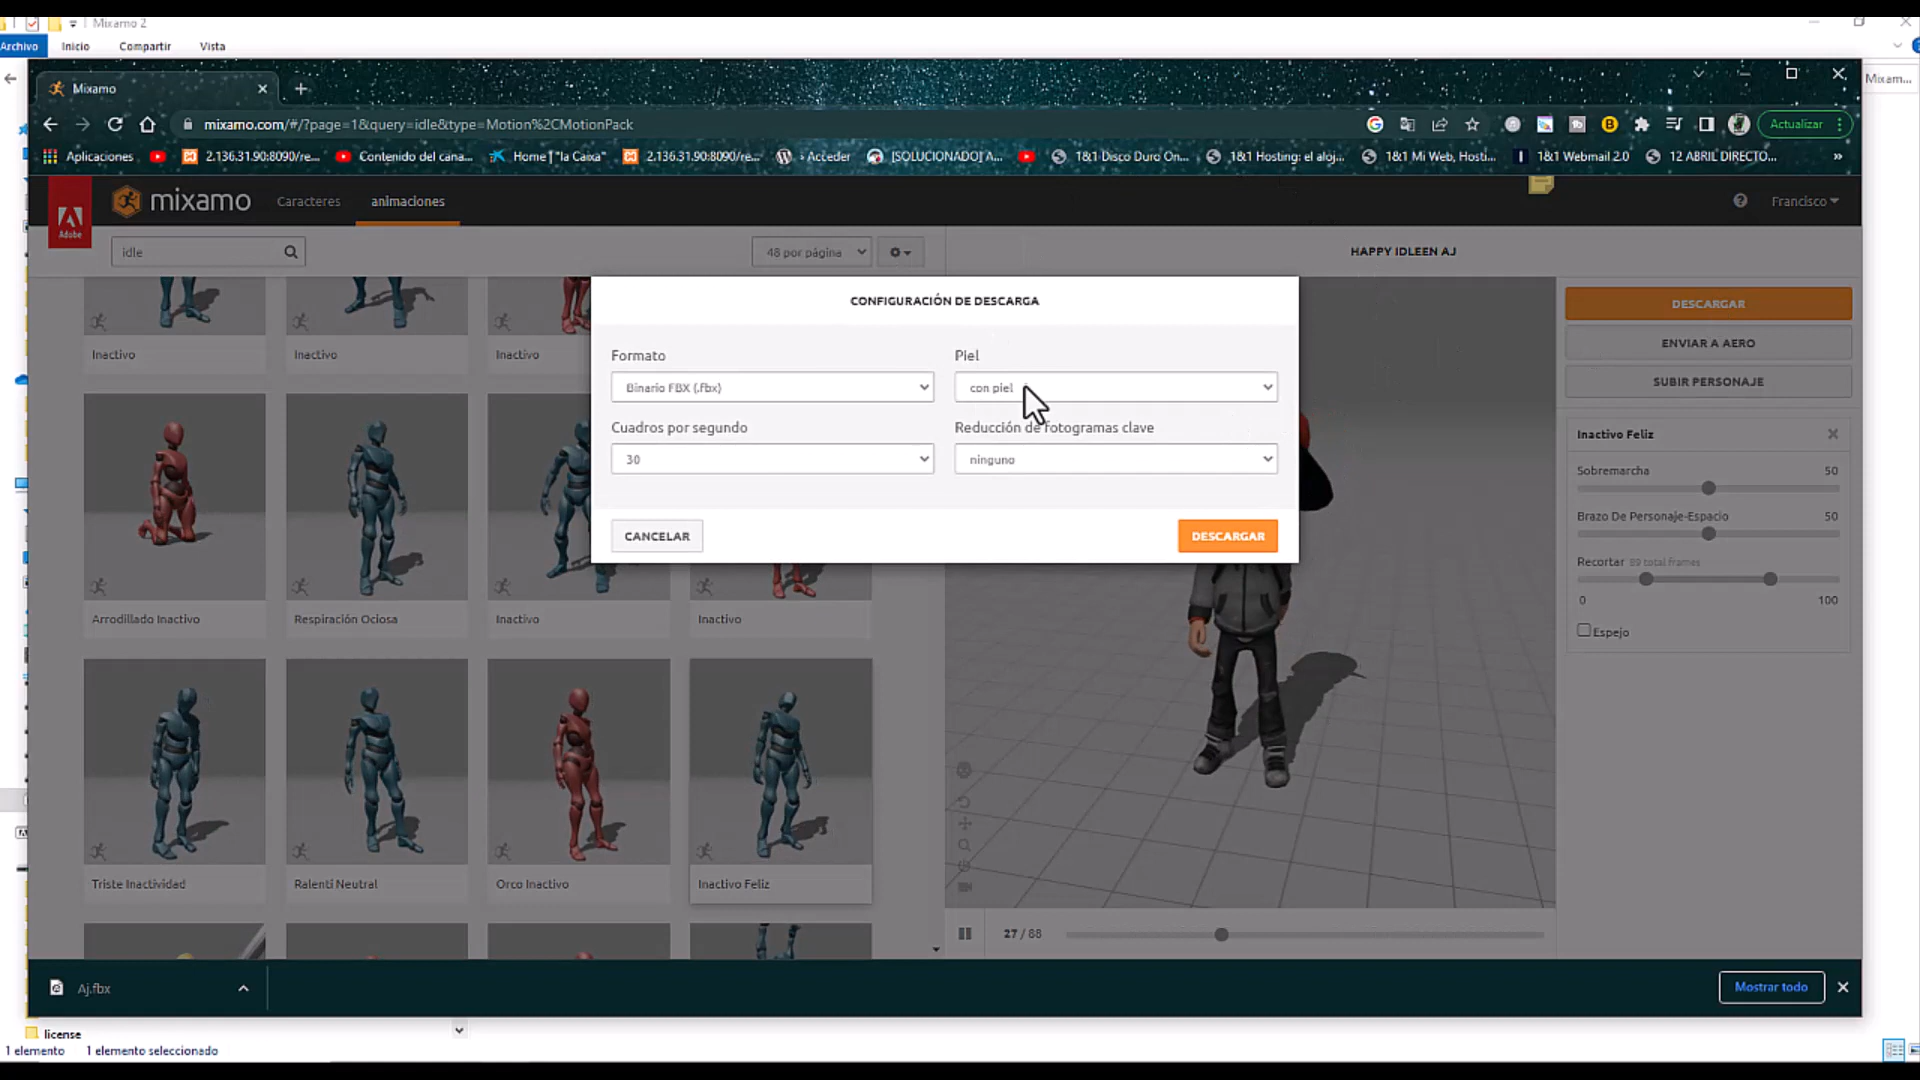 Mixamo 2
Archivo Inicio Compartir Vista
Mixamo
Mixam...
mixamo.com/#/?page=1&query=idle&type=Motion%2CMotionPack
Actualizar
Aplicaciones 2.136.31.90:8090/re... Contenido del cana... Home | "la Caixa" 2.136.31.90:8090/re... Acceder [SOLUCIONADO] A... 1&1 Disco Duro On... 1&1 Hosting: el aloj... 1&1 Mi Web, Hosti... 1&1 Webmail 2.0 12 ABRIL DIRECTO... »
Adobe
mixamo Caracteres animaciones Francisco
idle 48 por página
HAPPY IDLEEN AJ
CONFIGURACIÓN DE DESCARGA
Formato Piel
Binario FBX (.fbx) con piel
Cuadros por segundo Reducción de fotogramas clave
30 ninguno
CANCELAR DESCARGAR
DESCARGAR
ENVIAR A AERO
SUBIR PERSONAJE
Inactivo Feliz
Sobremarcha 50
Brazo De Personaje-Espacio 50
Recortar 89 total frames
0 100
Espejo
Inactivo Inactivo Inactivo
Arrodillado Inactivo Respiración Ociosa Inactivo Inactivo
Triste Inactividad Ralentí Neutral Orco Inactivo Inactivo Feliz
27 / 88
Aj.fbx
Mostrar todo
license
1 elemento 1 elemento seleccionado